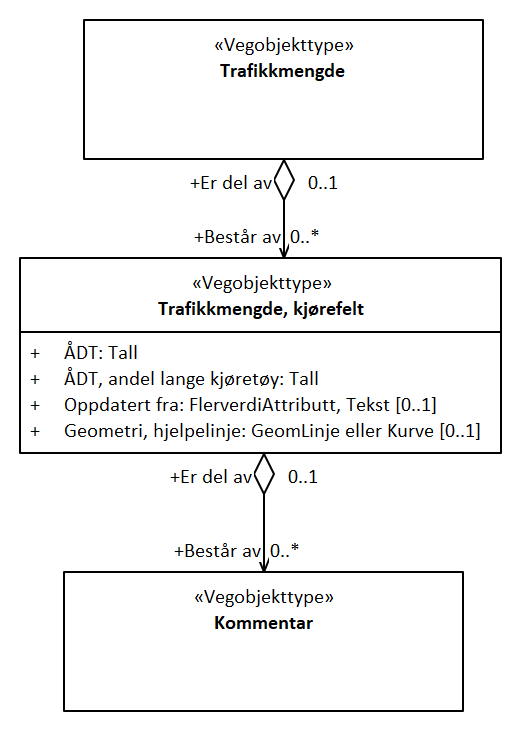 «Vegobjekttype»
Trafikkmengde
+Er del av 0..1
+Består av 0..*
«Vegobjekttype»
Trafikkmengde, kjørefelt
+ ÅDT: Tall
+ ÅDT, andel lange kjøretøy: Tall
+ Oppdatert fra: FlerverdiAttributt, Tekst [0..1]
+ Geometri, hjelpelinje: GeomLinje eller Kurve [0..1]
+Er del av 0..1
+Består av 0..*
«Vegobjekttype»
Kommentar